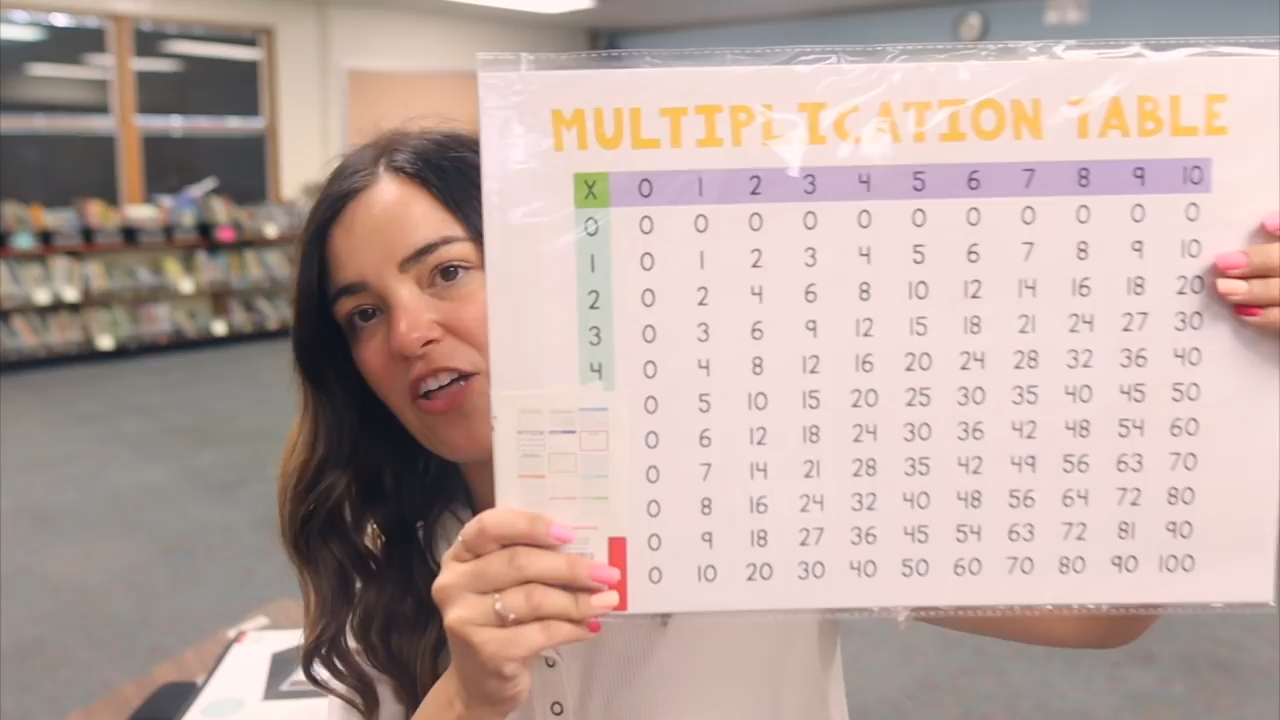 MULTIPLICATION TABLE
X 0 1 2 3 4 5 6 7 8 9 10
0 0 0 0 0 0 0 0 0 0 0 0
1 0 1 2 3 4 5 6 7 8 9 10
2 0 2 4 6 8 10 12 14 16 18 20
3 0 3 6 9 12 15 18 21 24 27 30
4 0 4 8 12 16 20 24 28 32 36 40
0 5 10 15 20 25 30 35 40 45 50
0 6 12 18 24 30 36 42 48 54 60
0 7 14 21 28 35 42 49 56 63 70
0 8 16 24 32 40 48 56 64 72 80
0 9 18 27 36 45 54 63 72 81 90
0 10 20 30 40 50 60 70 80 90 100